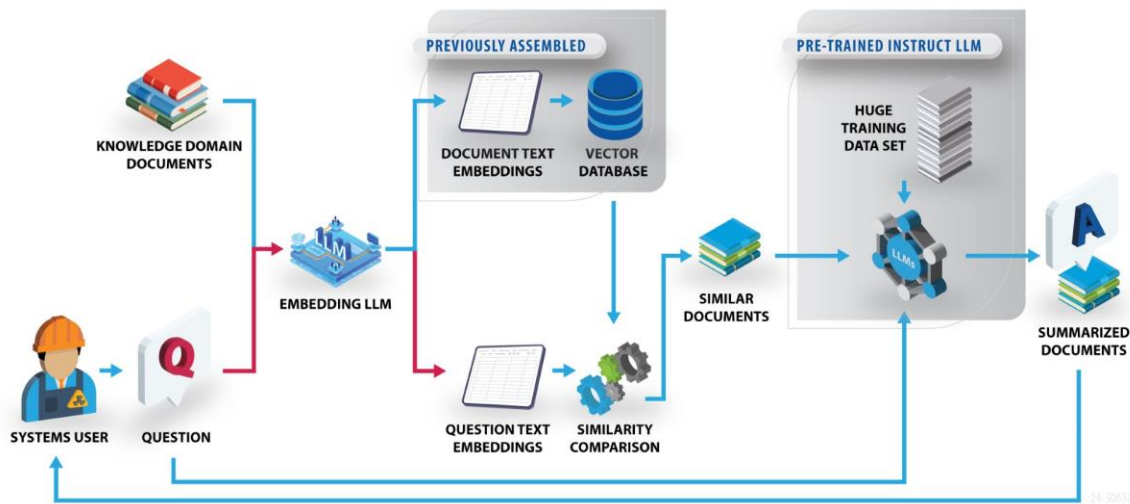 PREVIOUSLY ASSEMBLED
PRE-TRAINED INSTRUCT LLM
KNOWLEDGE DOMAIN
DOCUMENTS
DOCUMENT TEXT
EMBEDDINGS
VECTOR
DATABASE
HUGE
TRAINING
DATA SET
LLM
EMBEDDING LLM
LLMs
A
SIMILAR
DOCUMENTS
SUMMARIZED
DOCUMENTS
Q
SYSTEMS USER
QUESTION
QUESTION TEXT
EMBEDDINGS
SIMILARITY
COMPARISON